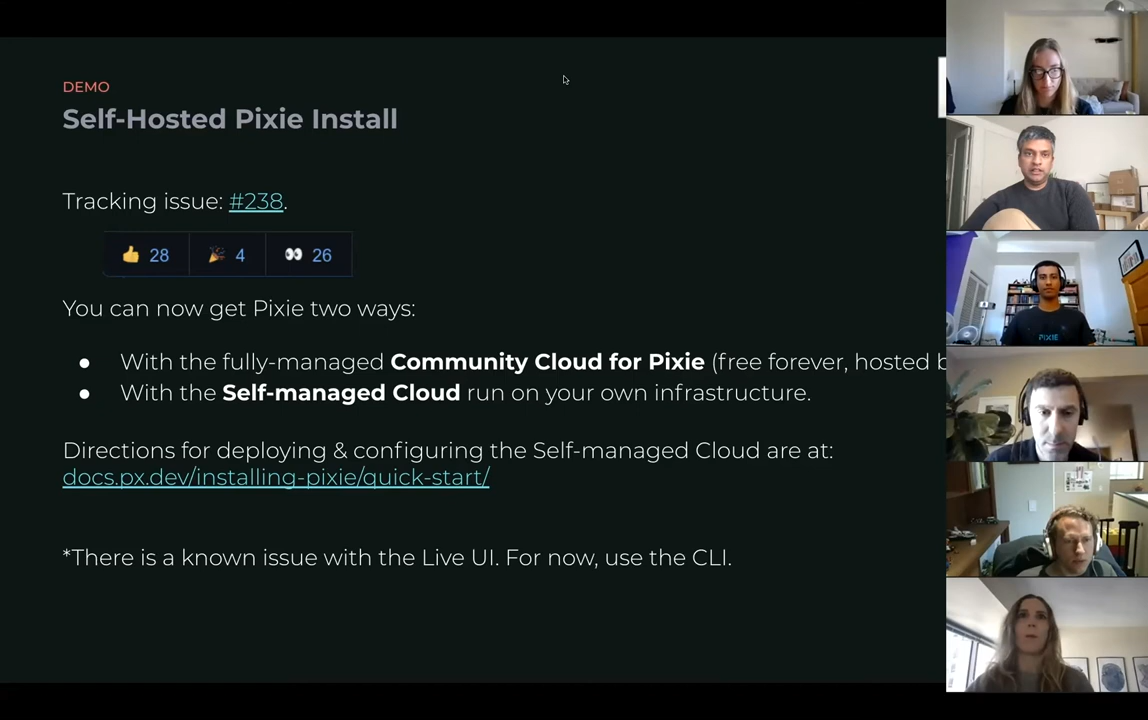 DEMO
Self-Hosted Pixie Install
Tracking issue: #238.
👍 28 🎉 4 👀 26
You can now get Pixie two ways:
● With the fully-managed Community Cloud for Pixie (free forever, hosted b
● With the Self-managed Cloud run on your own infrastructure.
Directions for deploying & configuring the Self-managed Cloud are at:
docs.px.dev/installing-pixie/quick-start/
*There is a known issue with the Live UI. For now, use the CLI.
PIXIE